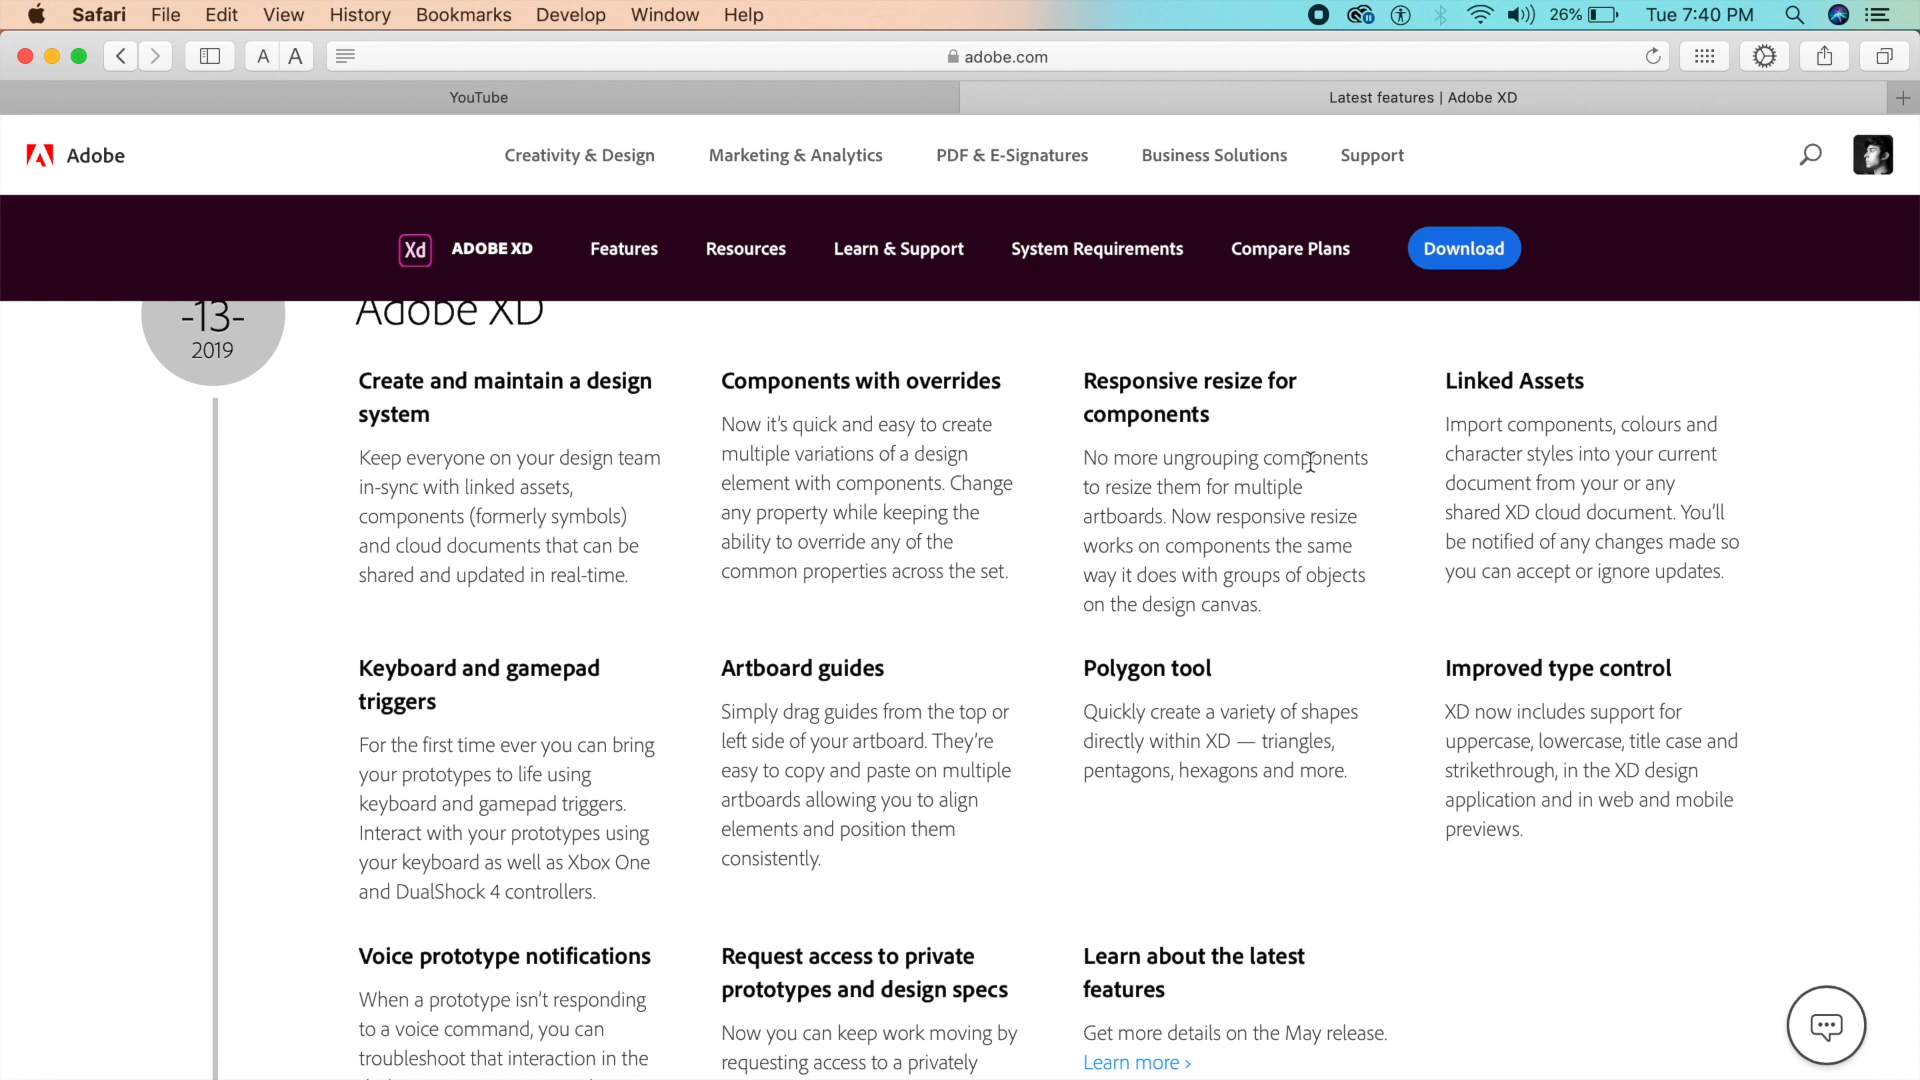 Safari File Edit View History Bookmarks Develop Window Help 26% Tue 7:40 PM
A A adobe.com
YouTube Latest features | Adobe XD
Adobe Creativity & Design Marketing & Analytics PDF & E-Signatures Business Solutions Support
Xd ADOBE XD Features Resources Learn & Support System Requirements Compare Plans Download
-13-
2019
Adobe XD
Create and maintain a design
system
Keep everyone on your design team
in-sync with linked assets,
components (formerly symbols)
and cloud documents that can be
shared and updated in real-time.
Components with overrides
Now it’s quick and easy to create
multiple variations of a design
element with components. Change
any property while keeping the
ability to override any of the
common properties across the set.
Responsive resize for
components
No more ungrouping components
to resize them for multiple
artboards. Now responsive resize
works on components the same
way it does with groups of objects
on the design canvas.
Linked Assets
Import components, colours and
character styles into your current
document from your or any
shared XD cloud document. You’ll
be notified of any changes made so
you can accept or ignore updates.
Keyboard and gamepad
triggers
For the first time ever you can bring
your prototypes to life using
keyboard and gamepad triggers.
Interact with your prototypes using
your keyboard as well as Xbox One
and DualShock 4 controllers.
Artboard guides
Simply drag guides from the top or
left side of your artboard. They’re
easy to copy and paste on multiple
artboards allowing you to align
elements and position them
consistently.
Polygon tool
Quickly create a variety of shapes
directly within XD — triangles,
pentagons, hexagons and more.
Improved type control
XD now includes support for
uppercase, lowercase, title case and
strikethrough, in the XD design
application and in web and mobile
previews.
Voice prototype notifications
When a prototype isn’t responding
to a voice command, you can
troubleshoot that interaction in the
Request access to private
prototypes and design specs
Now you can keep work moving by
requesting access to a privately
Learn about the latest
features
Get more details on the May release.
Learn more ›